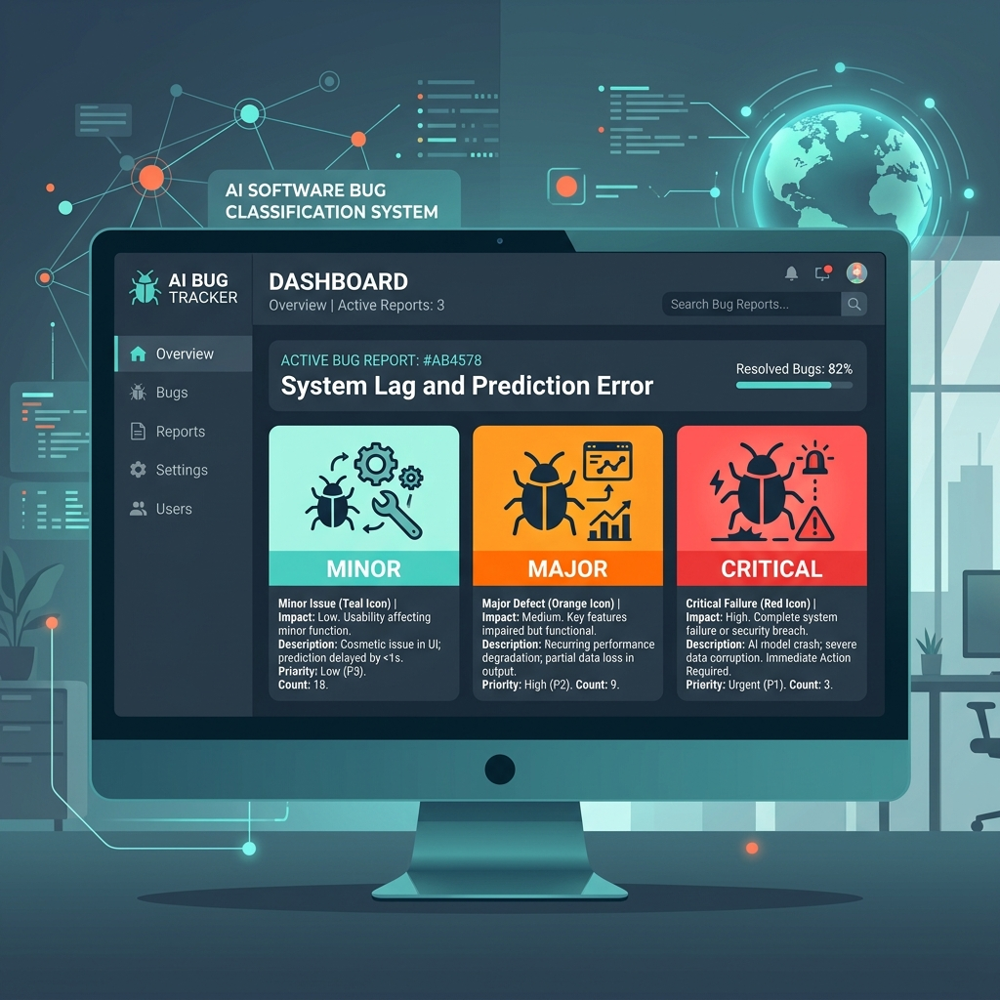 AI SOFTWARE BUG
CLASSIFICATION SYSTEM
AI BUG
TRACKER
DASHBOARD
Overview | Active Reports: 3
Search Bug Reports...
Overview
Bugs
Reports
Settings
Users
ACTIVE BUG REPORT: #AB4578
System Lag and Prediction Error
Resolved Bugs: 82%
MINOR
Minor Issue (Teal Icon) |
Impact: Low. Usability affecting
minor function.
Description: Cosmetic issue in UI;
prediction delayed by <1s.
Priority: Low (P3).
Count: 18.
MAJOR
Major Defect (Orange Icon) |
Impact: Medium. Key features
impaired but functional.
Description: Recurring performance
degradation; partial data loss in
output.
Priority: High (P2). Count: 9.
CRITICAL
Critical Failure (Red Icon) |
Impact: High. Complete system
failure or security breach.
Description: AI model crash; severe
data corruption. Immediate Action
Required.
Priority: Urgent (P1). Count: 3.